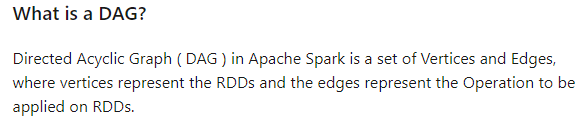 What is a DAG?
Directed Acyclic Graph ( DAG ) in Apache Spark is a set of Vertices and Edges,
where vertices represent the RDDs and the edges represent the Operation to be
applied on RDDs.